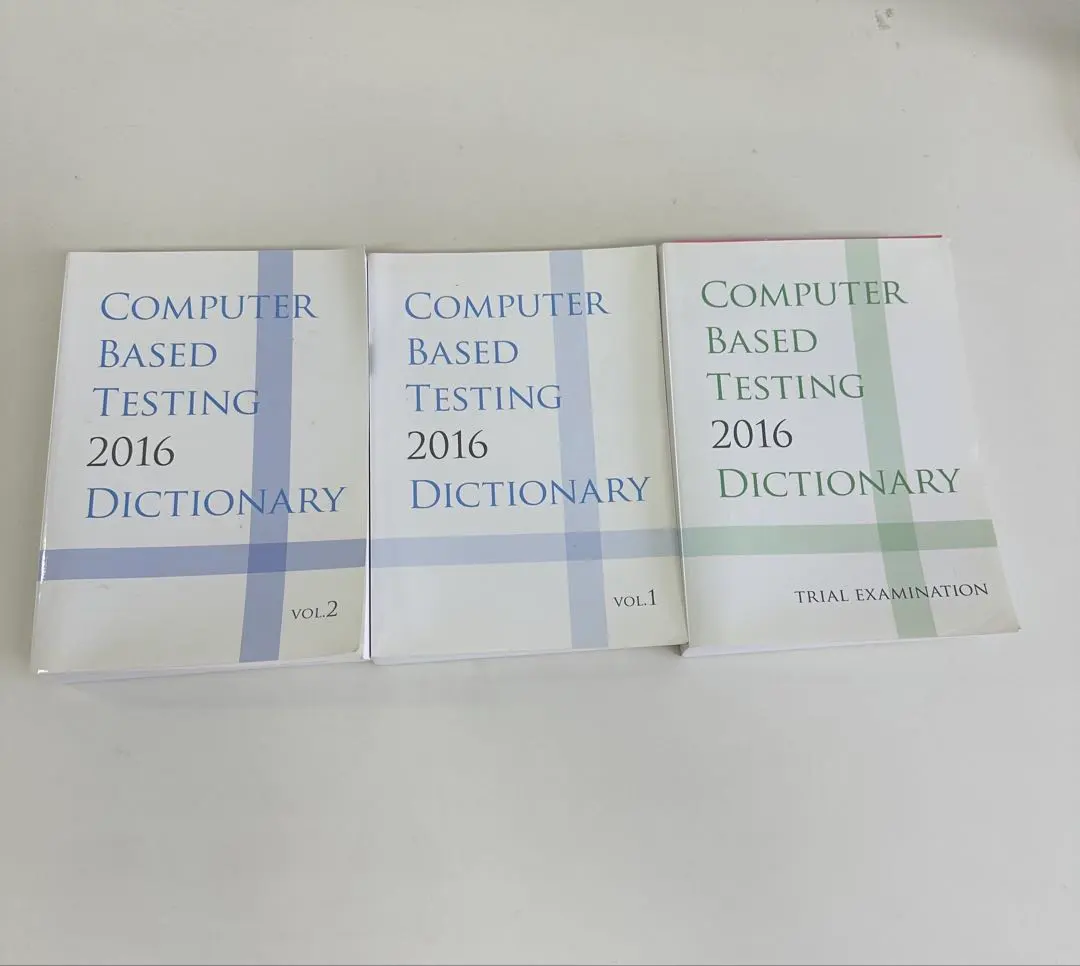 COMPUTER
BASED
TESTING
2016
DICTIONARY
VOL.2
COMPUTER
BASED
TESTING
2016
DICTIONARY
VOL.1
COMPUTER
BASED
TESTING
2016
DICTIONARY
TRIAL EXAMINATION